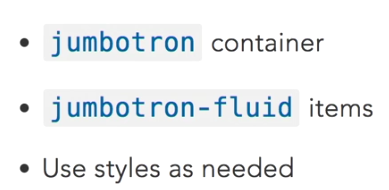 • jumbotron container
• jumbotron-fluid items
• Use styles as needed